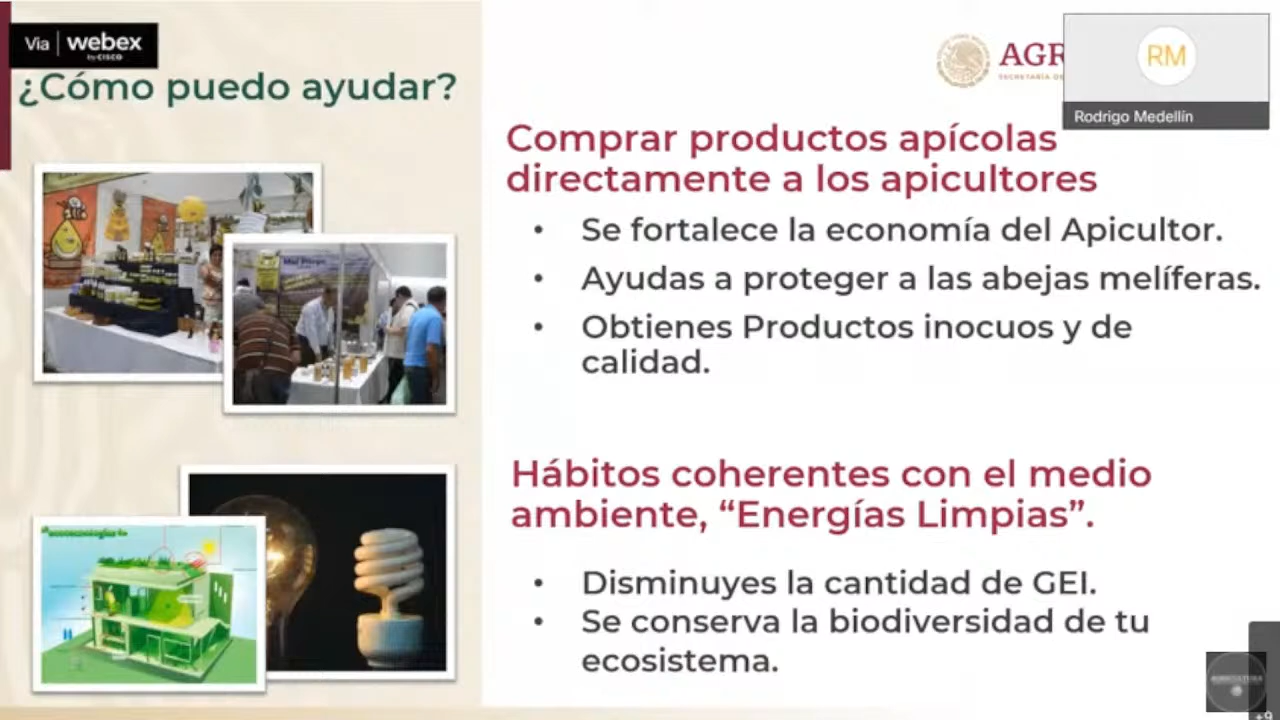 Via webex
by CISCO
¿Cómo puedo ayudar?
AGR
RM
Rodrigo Medellín
Comprar productos apícolas
directamente a los apicultores
• Se fortalece la economía del Apicultor.
• Ayudas a proteger a las abejas melíferas.
• Obtienes Productos inocuos y de
calidad.
Hábitos coherentes con el medio
ambiente, “Energías Limpias”.
• Disminuyes la cantidad de GEI.
• Se conserva la biodiversidad de tu
ecosistema.